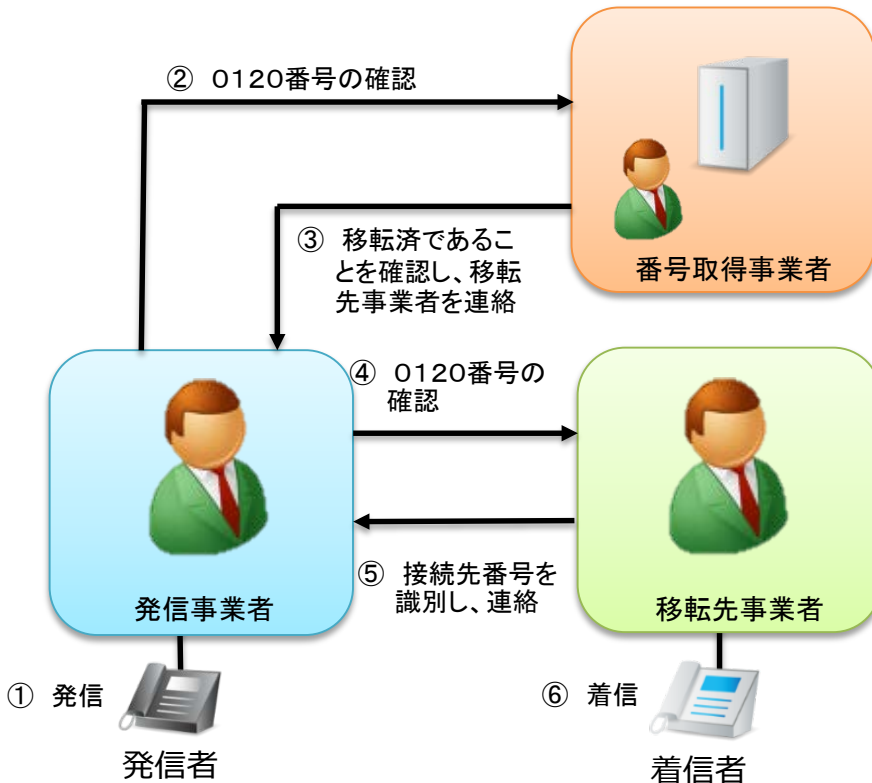 ② ０１２０番号の確認
③ 移転済であるこ
とを確認し、移転
先事業者を連絡
番号取得事業者
④ ０１２０番号の
確認
⑤ 接続先番号を
識別し、連絡
発信事業者
移転先事業者
① 発信
⑥ 着信
発信者
着信者